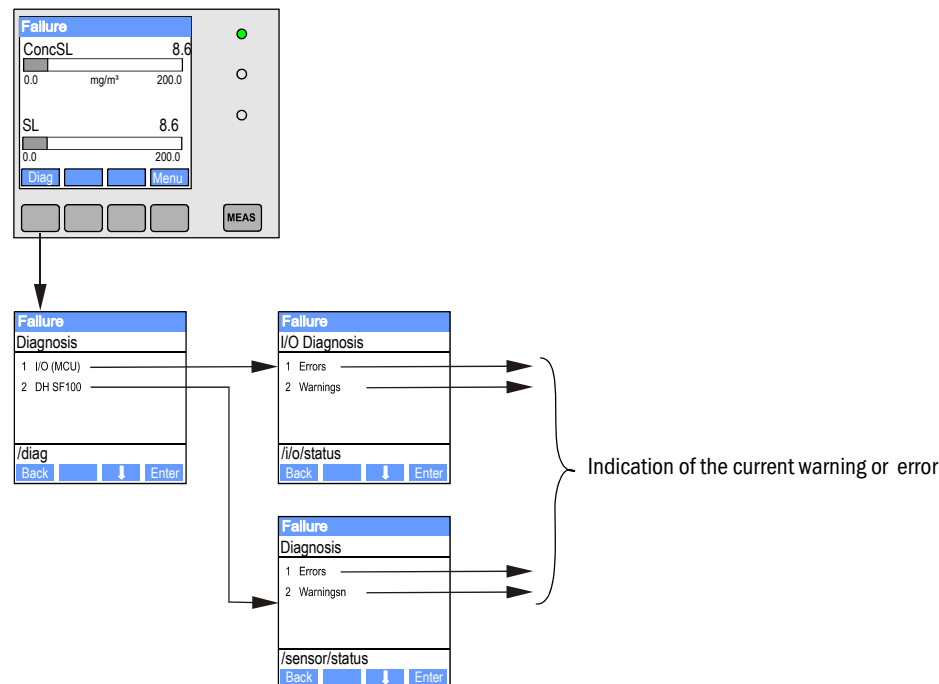 Failure
ConcSL 8.6
0.0 mg/m³ 200.0
SL 8.6
0.0 200.0
Diag Menu
MEAS
Failure
Diagnosis
1 I/O (MCU)
2 DH SF100
/diag
Back Enter
Failure
I/O Diagnosis
1 Errors
2 Warnings
/i/o/status
Back Enter
Indication of the current warning or error
Failure
Diagnosis
1 Errors
2 Warningsn
/sensor/status
Back Enter